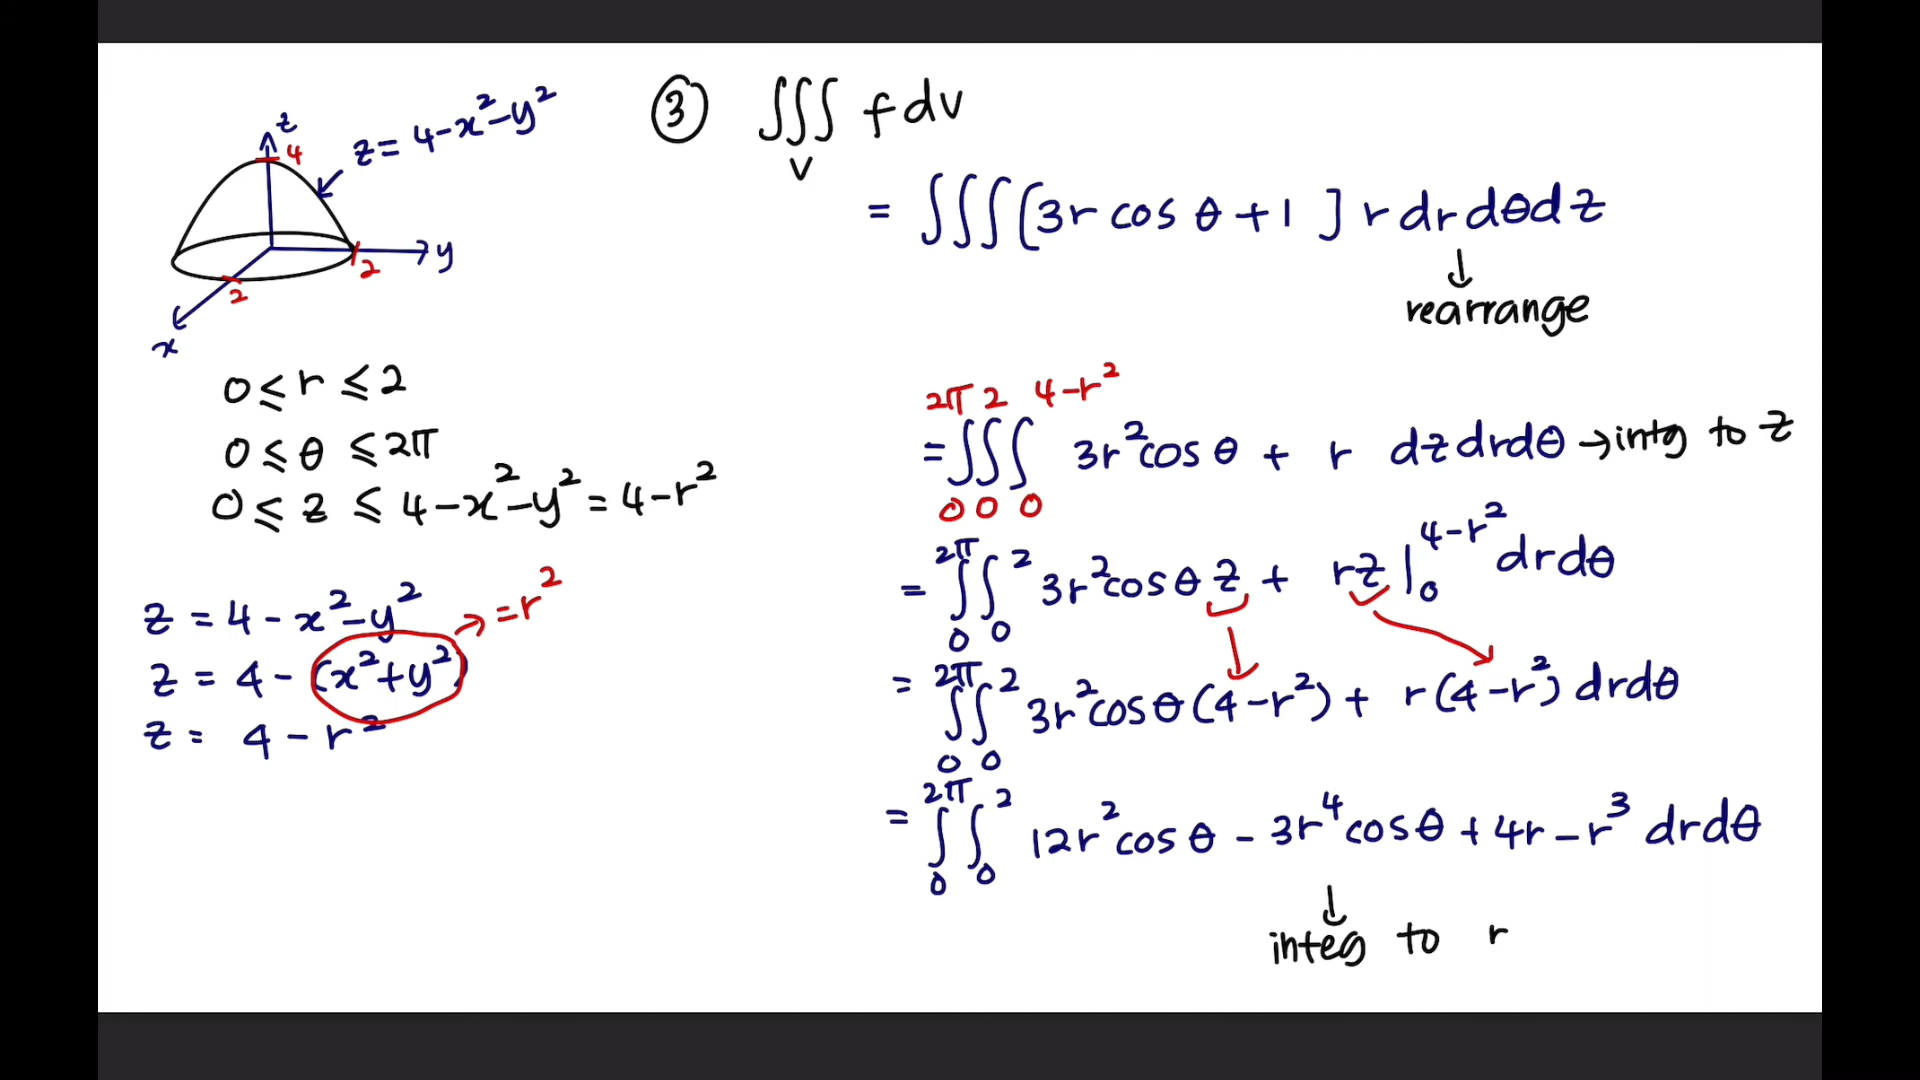 z
4
z = 4-x²-y²
y
2
2
x
0 ≤ r ≤ 2
0 ≤ θ ≤ 2π
0 ≤ z ≤ 4-x²-y² = 4-r²
z = 4 - x²-y²
→ = r²
z = 4 - (x²+y²)
z = 4 - r²
③ ∭ f dv
V
= ∭ [3r cos θ + 1] r dr dθ dz
↓
rearrange
= ∫₀^2π ∫₀^2 ∫₀^4-r² 3r² cos θ + r dz dr dθ → intg to z
= ∫₀^2π ∫₀^2 3r² cos θ z + rz |₀^4-r² dr dθ
= ∫₀^2π ∫₀^2 3r² cos θ (4-r²) + r(4-r²) dr dθ
= ∫₀^2π ∫₀^2 12r² cos θ - 3r⁴ cos θ + 4r - r³ dr dθ
↓
integ to r